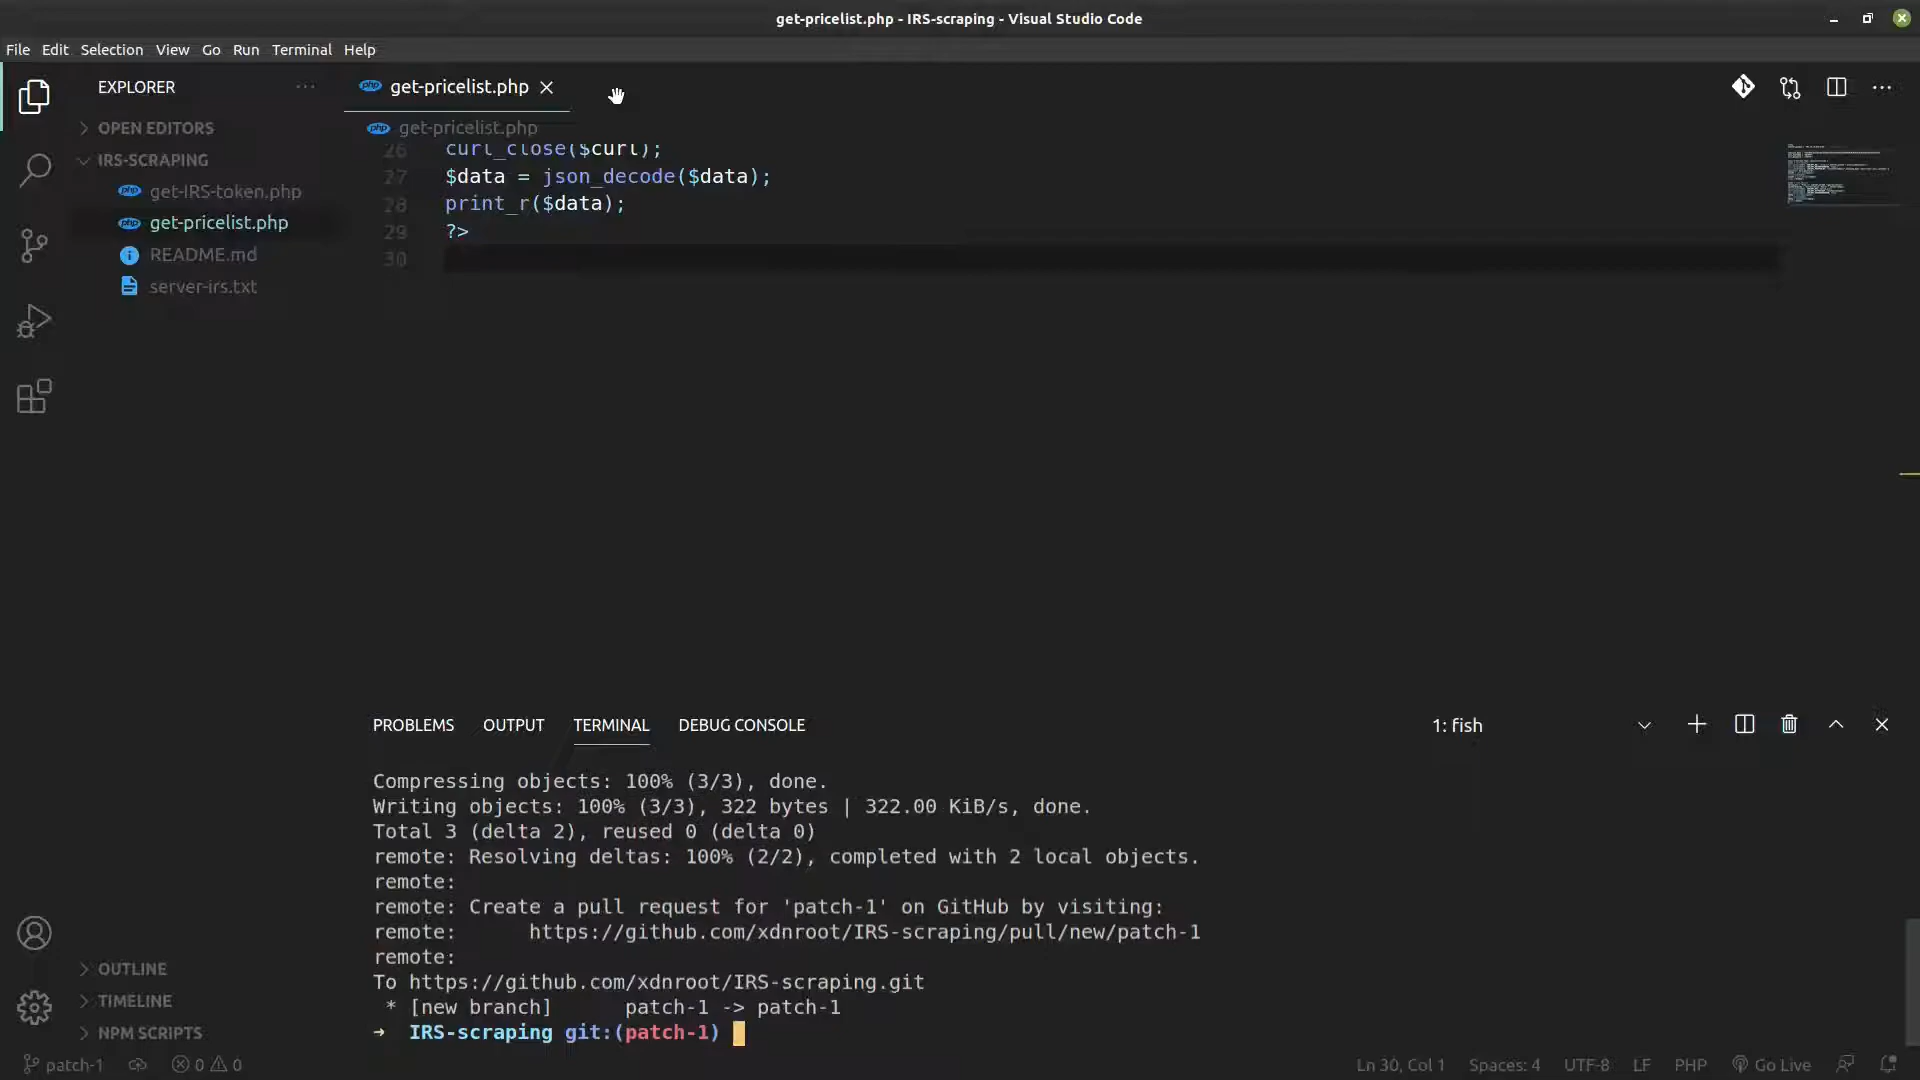 get-pricelist.php - IRS-scraping - Visual Studio Code
File Edit Selection View Go Run Terminal Help
EXPLORER
OPEN EDITORS
IRS-SCRAPING
php get-IRS-token.php
php get-pricelist.php
README.md
server-irs.txt
OUTLINE
TIMELINE
NPM SCRIPTS
php get-pricelist.php
php get-pricelist.php
26 curl_close($curl);
27 $data = json_decode($data);
28 print_r($data);
29 ?>
30
PROBLEMS OUTPUT TERMINAL DEBUG CONSOLE 1: fish
Compressing objects: 100% (3/3), done.
Writing objects: 100% (3/3), 322 bytes | 322.00 KiB/s, done.
Total 3 (delta 2), reused 0 (delta 0)
remote: Resolving deltas: 100% (2/2), completed with 2 local objects.
remote:
remote: Create a pull request for 'patch-1' on GitHub by visiting:
remote:      https://github.com/xdnroot/IRS-scraping/pull/new/patch-1
remote:
To https://github.com/xdnroot/IRS-scraping.git
 * [new branch]      patch-1 -> patch-1
➜  IRS-scraping git:(patch-1)
patch-1 0 0 Ln 30, Col 1 Spaces: 4 UTF-8 LF PHP Go Live